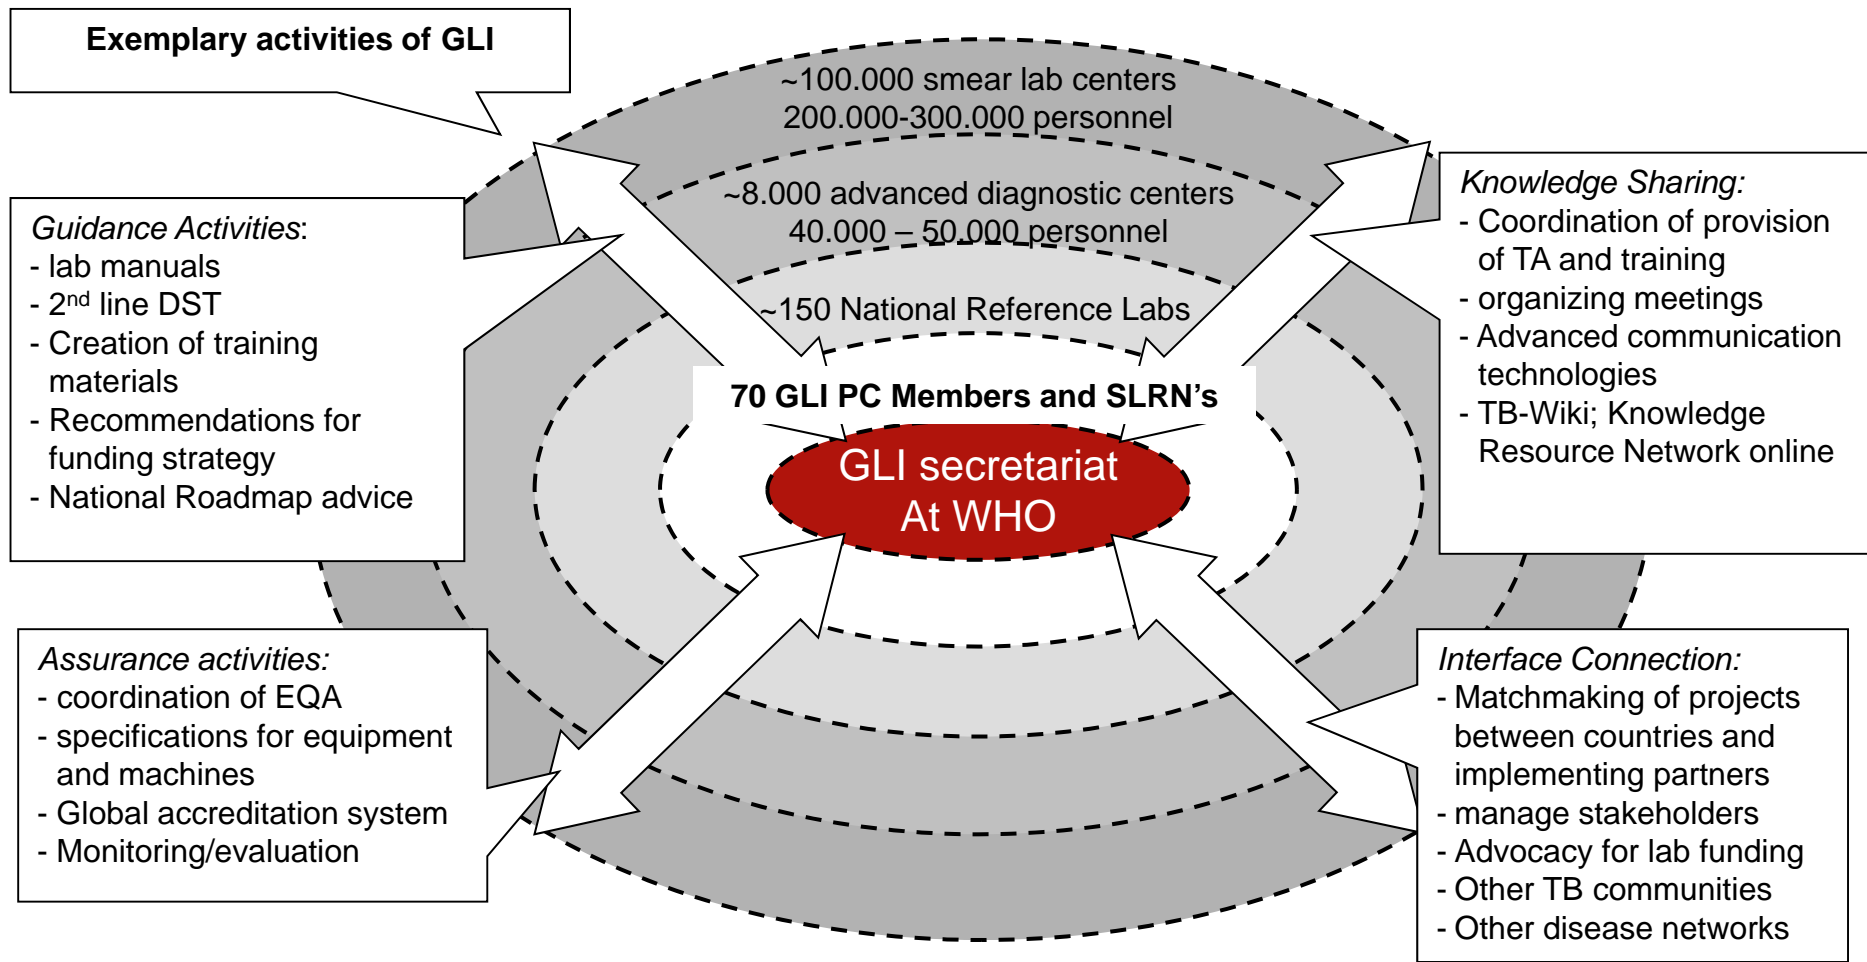 Exemplary activities of GLI
~100.000 smear lab centers
200.000-300.000 personnel
~8.000 advanced diagnostic centers
40.000 – 50.000 personnel
~150 National Reference Labs
70 GLI PC Members and SLRN's
GLI secretariat
At WHO
Guidance Activities:
- lab manuals
- 2nd line DST
- Creation of training
materials
- Recommendations for
funding strategy
- National Roadmap advice
Knowledge Sharing:
- Coordination of provision
of TA and training
- organizing meetings
- Advanced communication
technologies
- TB-Wiki; Knowledge
Resource Network online
Assurance activities:
- coordination of EQA
- specifications for equipment
and machines
- Global accreditation system
- Monitoring/evaluation
Interface Connection:
- Matchmaking of projects
between countries and
implementing partners
- manage stakeholders
- Advocacy for lab funding
- Other TB communities
- Other disease networks